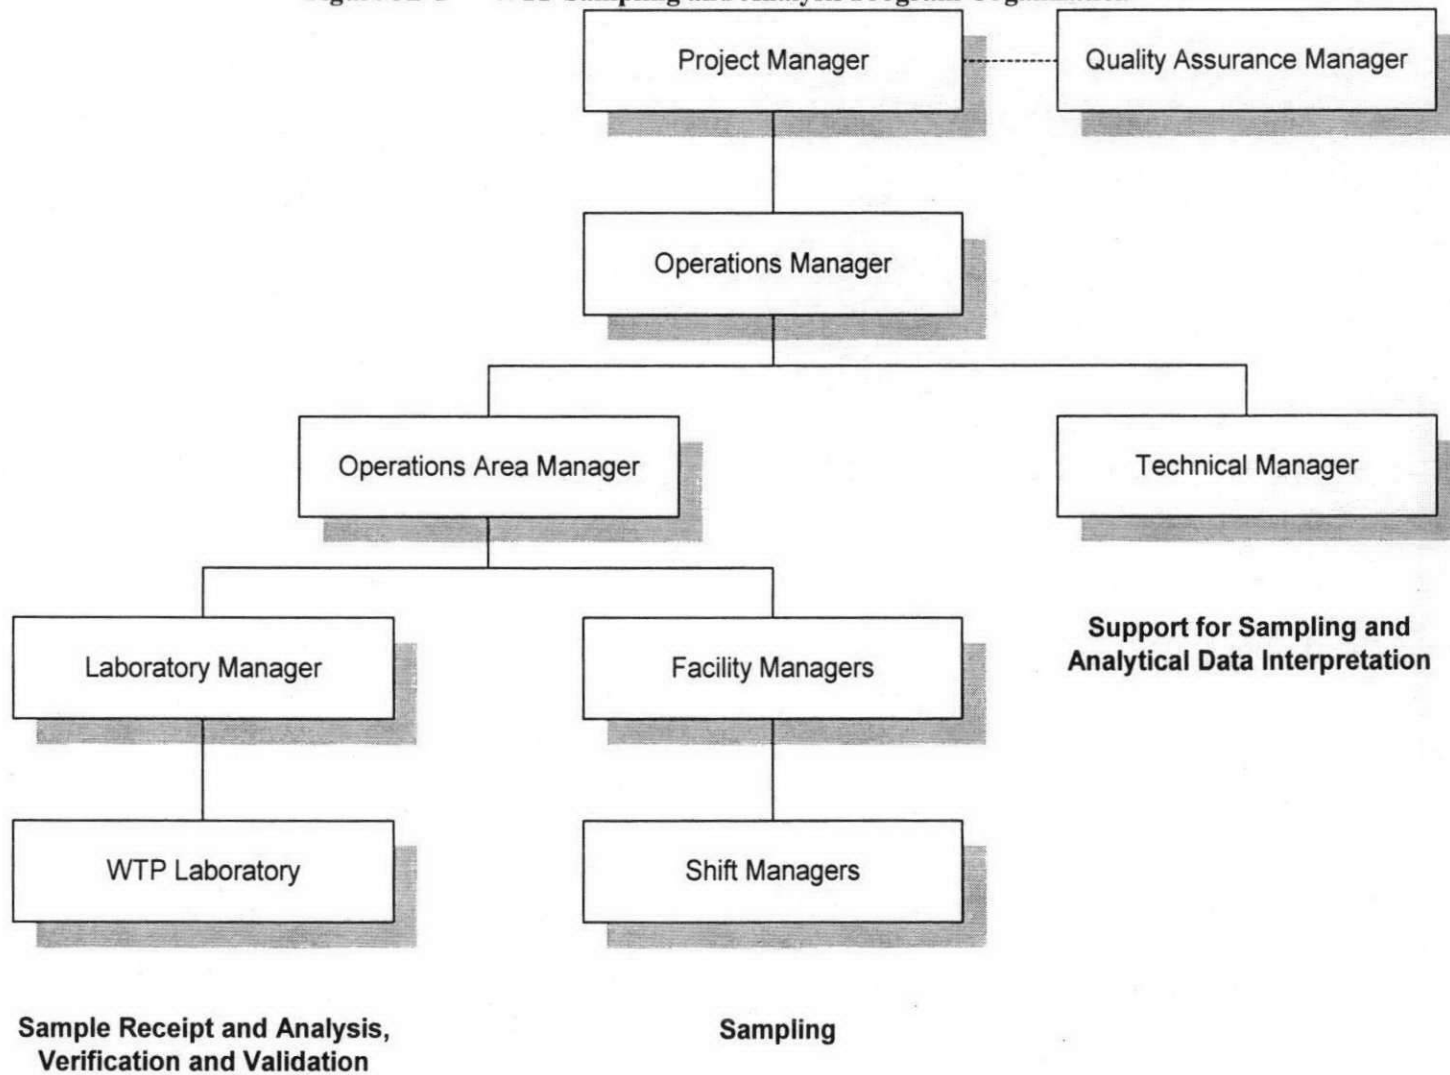 Project Manager
Quality Assurance Manager
Operations Manager
Operations Area Manager
Technical Manager
Laboratory Manager
Facility Managers
Support for Sampling and
Analytical Data Interpretation
WTP Laboratory
Shift Managers
Sample Receipt and Analysis,
Verification and Validation
Sampling